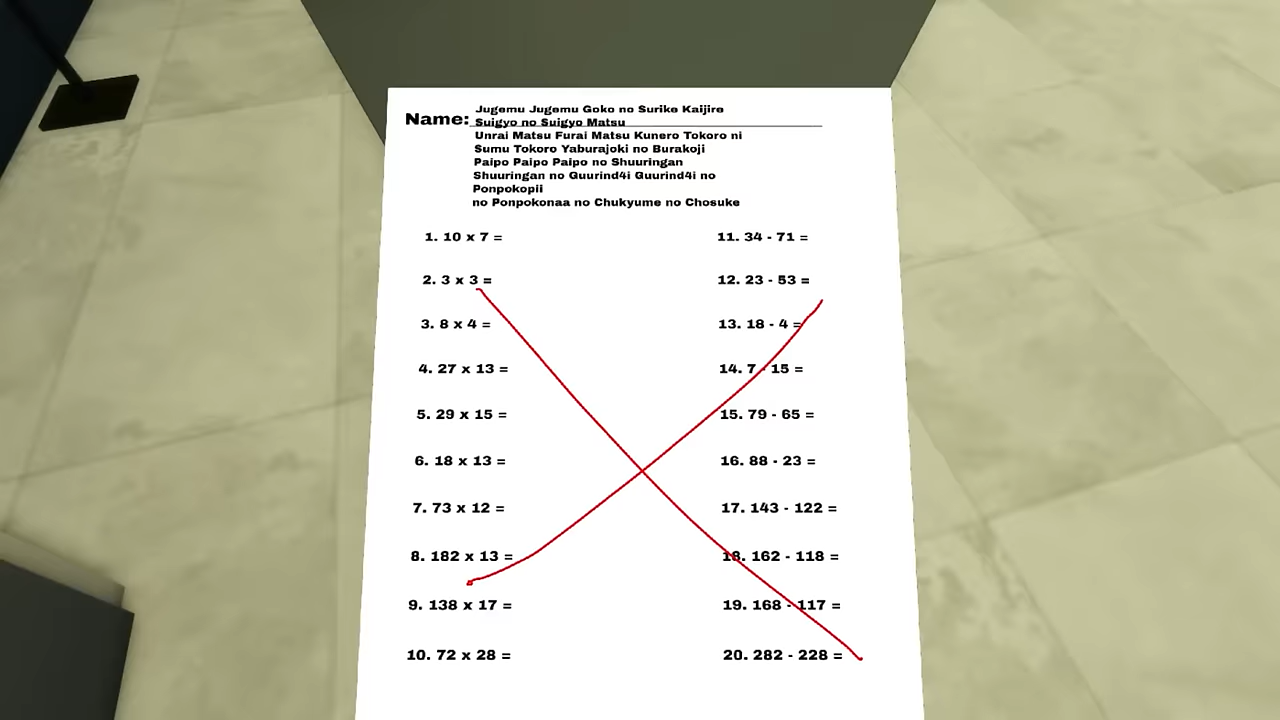 Name: Jugemu Jugemu Goko no Surike Kaijire
Suigyo no Suigyo Matsu
Unrai Matsu Furai Matsu Kunero Tokoro ni
Sumu Tokoro Yaburajoki no Burakoji
Paipo Paipo Paipo no Shuuringan
Shuuringan no Guurind4i Guurind4i no
Ponpokopii
no Ponpokonaa no Chukyume no Chosuke
1. 10 x 7 =
2. 3 x 3 =
3. 8 x 4 =
4. 27 x 13 =
5. 29 x 15 =
6. 18 x 13 =
7. 73 x 12 =
8. 182 x 13 =
9. 138 x 17 =
10. 72 x 28 =
11. 34 - 71 =
12. 23 - 53 =
13. 18 - 4 =
14. 7 - 15 =
15. 79 - 65 =
16. 88 - 23 =
17. 143 - 122 =
18. 162 - 118 =
19. 168 - 117 =
20. 282 - 228 =